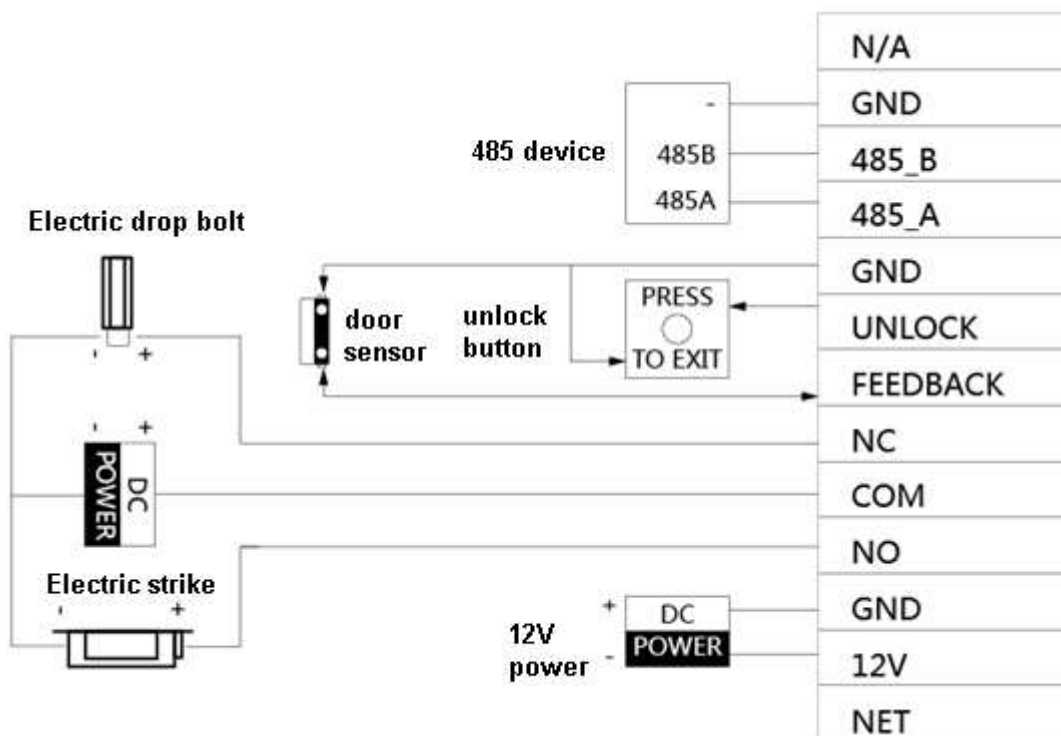 N/A
GND
485_B
485_A
GND
UNLOCK
FEEDBACK
NC
COM
NO
GND
12V
NET
485 device
-
485B
485A
Electric drop bolt
- +
door
sensor
unlock
button
PRESS
TO EXIT
- +
POWER
DC
Electric strike
- +
12V
power
+
DC
-
POWER